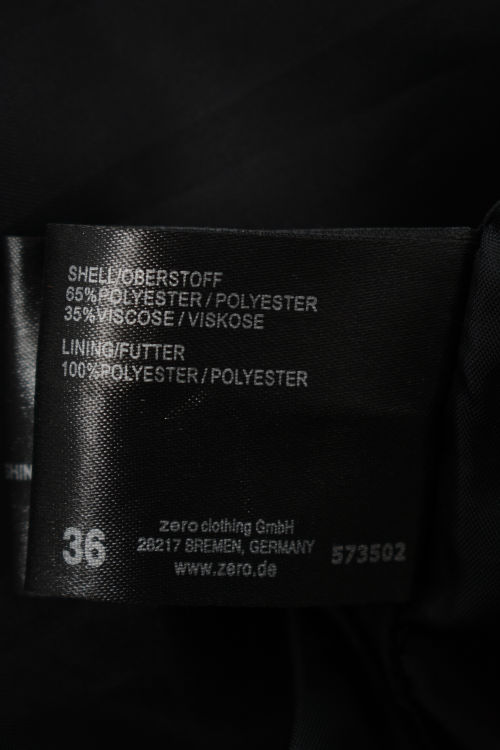 SHELL/OBERSTOFF
65%POLYESTER / POLYESTER
35%VISCOSE / VISKOSE
LINING/FUTTER
100%POLYESTER / POLYESTER
36
zero clothing GmbH
28217 BREMEN, GERMANY
www.zero.de
573502